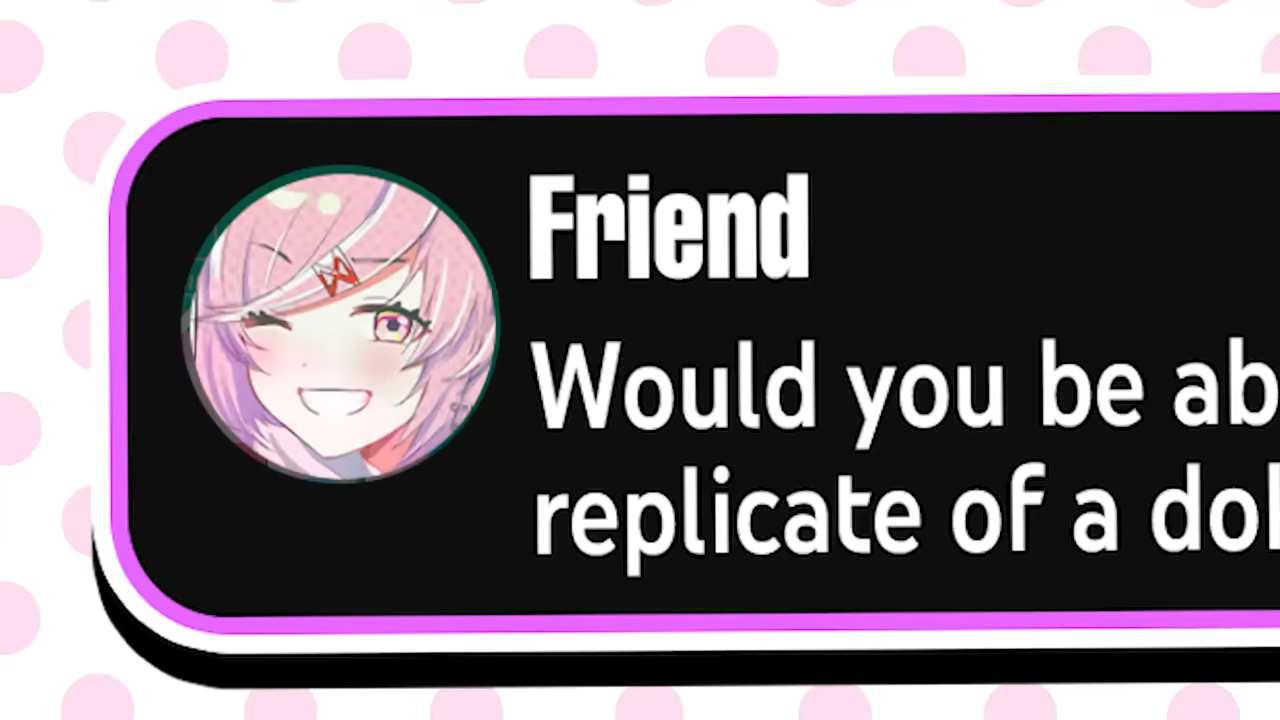 Friend
Would you be ab
replicate of a dol